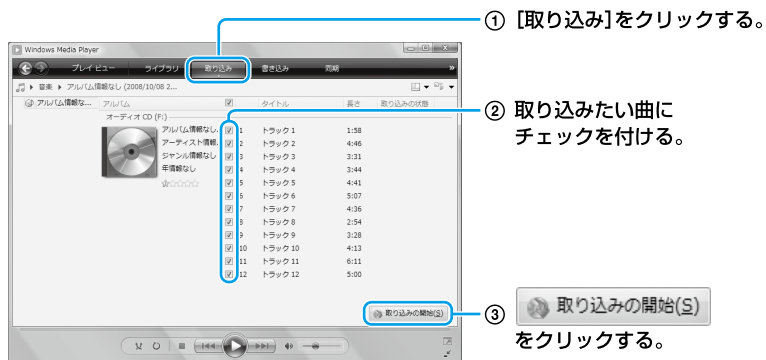 ① [取り込み]をクリックする。
Windows Media Player
プレイ ビュー ライブラリ 取り込み 書き込み 同期 »
音楽 ▶ アルバム情報なし (2008/10/08 2...
アルバム情報な... アルバム タイトル 長さ 取り込みの状態
オーディオ CD (F:)
アルバム情報なし 1 トラック 1 1:58
アーティスト情報... 2 トラック 2 4:46
ジャンル情報なし 3 トラック 3 3:31
年情報なし 4 トラック 4 3:44
5 トラック 5 4:41
6 トラック 6 5:07
7 トラック 7 4:36
8 トラック 8 2:54
9 トラック 9 3:28
10 トラック 10 4:13
11 トラック 11 6:11
12 トラック 12 5:00
取り込みの開始(S)
② 取り込みたい曲に
チェックを付ける。
③ 取り込みの開始(S)
をクリックする。